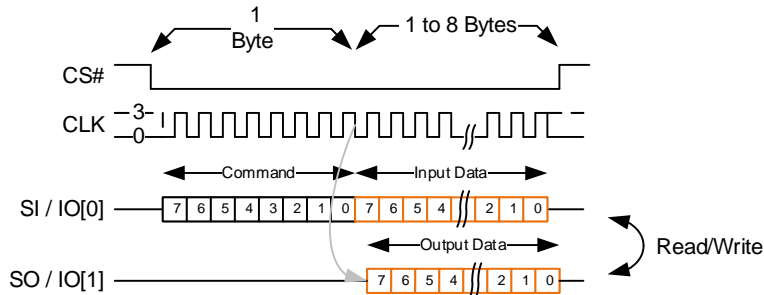 1
Byte
1 to 8 Bytes
CS#
CLK
3
0
Command
Input Data
SI / IO[0]
7 6 5 4 3 2 1 0 7 6 5 4 2 1 0
Output Data
Read/Write
SO / IO[1]
7 6 5 4 2 1 0